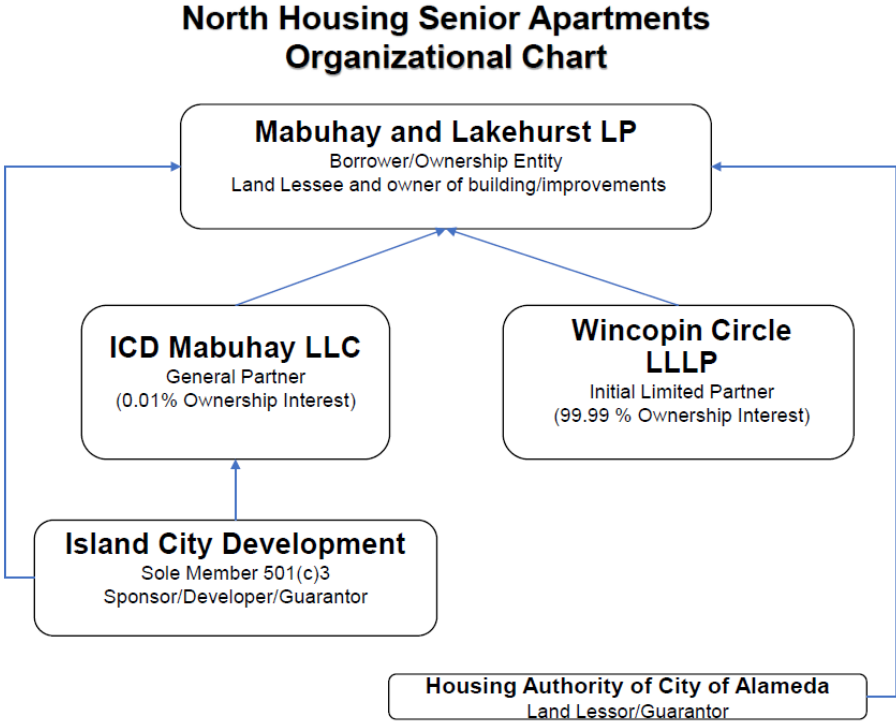 North Housing Senior Apartments
Organizational Chart
Mabuhay and Lakehurst LP
Borrower/Ownership Entity
Land Lessee and owner of building/improvements
ICD Mabuhay LLC
General Partner
(0.01% Ownership Interest)
Wincopin Circle
LLLP
Initial Limited Partner
(99.99 % Ownership Interest)
Island City Development
Sole Member 501(c)3
Sponsor/Developer/Guarantor
Housing Authority of City of Alameda
Land Lessor/Guarantor